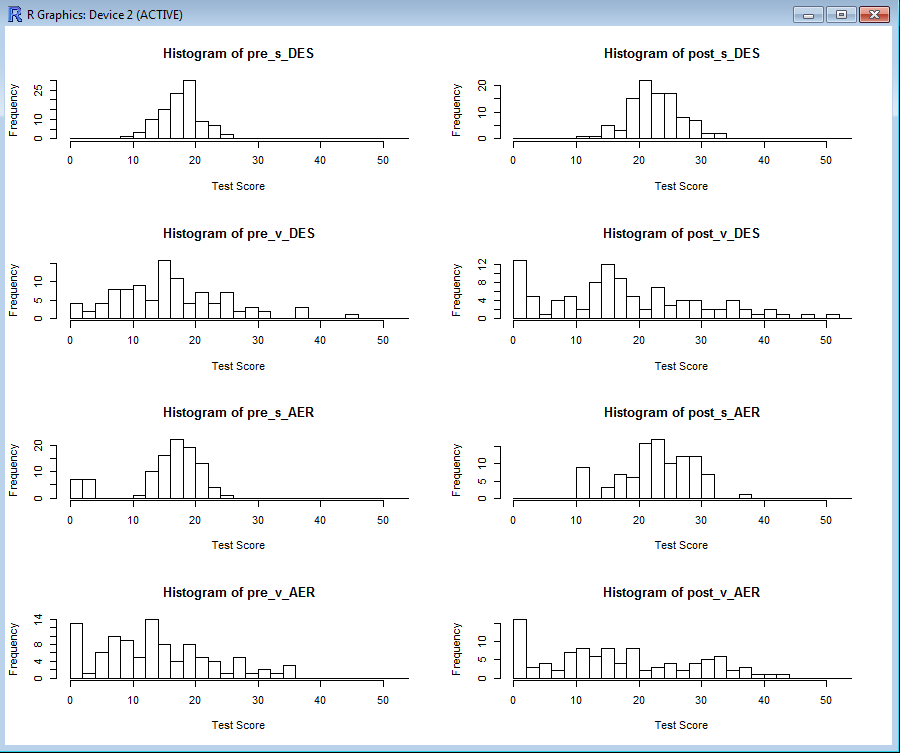 R Graphics: Device 2 (ACTIVE)
Histogram of pre_s_DES
Frequency
0 10 25
0 10 20 30 40 50
Test Score
Histogram of post_s_DES
Frequency
0 10 20
0 10 20 30 40 50
Test Score
Histogram of pre_v_DES
Frequency
0 5 10
0 10 20 30 40 50
Test Score
Histogram of post_v_DES
Frequency
0 4 8 12
0 10 20 30 40 50
Test Score
Histogram of pre_s_AER
Frequency
0 10 20
0 10 20 30 40 50
Test Score
Histogram of post_s_AER
Frequency
0 5 10
0 10 20 30 40 50
Test Score
Histogram of pre_v_AER
Frequency
0 4 8 14
0 10 20 30 40 50
Test Score
Histogram of post_v_AER
Frequency
0 5 10
0 10 20 30 40 50
Test Score